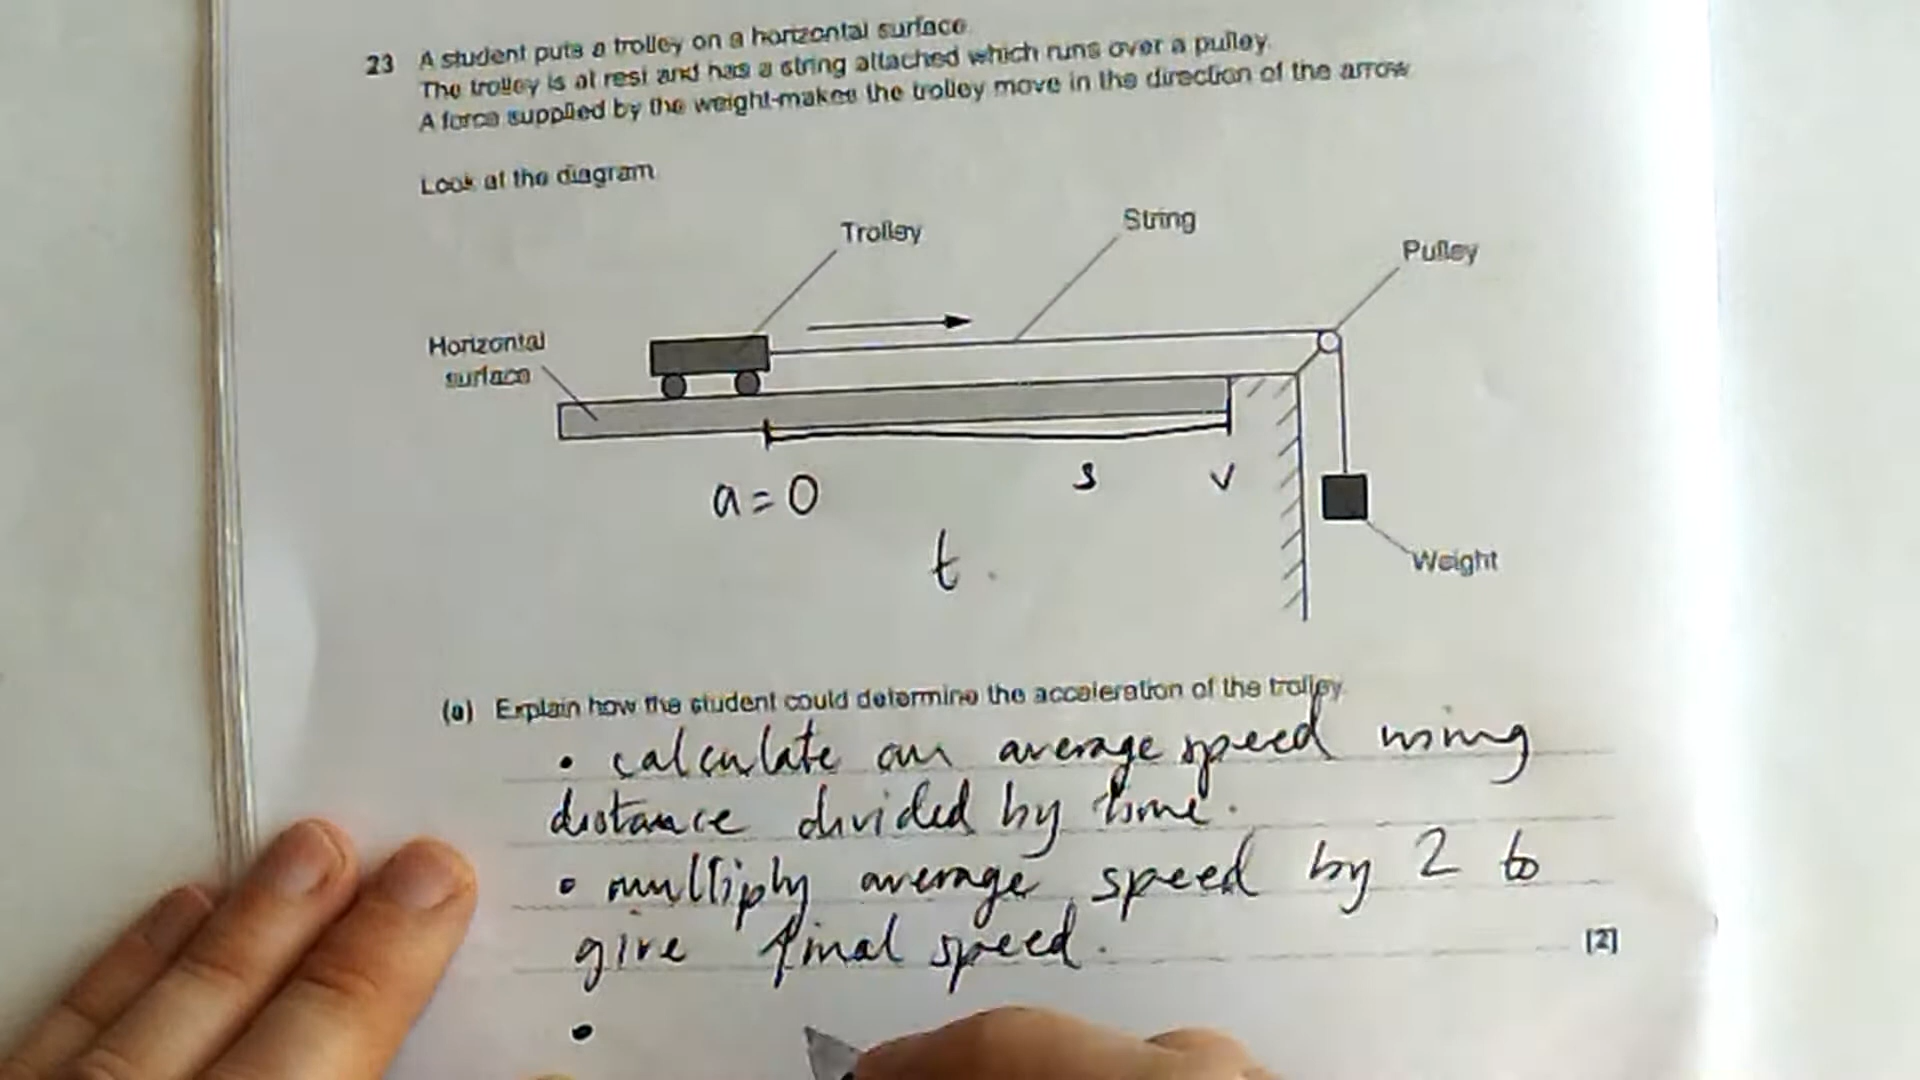 23 A student puts a trolley on a horizontal surface.
The trolley is at rest and has a string attached which runs over a pulley.
A force supplied by the weight makes the trolley move in the direction of the arrow.
Look at the diagram.
Trolley
String
Pulley
Horizontal
surface
a = 0
s
v
t.
Weight
(a) Explain how the student could determine the acceleration of the trolley.
• calculate an average speed using
distance divided by time.
• multiply average speed by 2 to
give final speed.
[2]
•